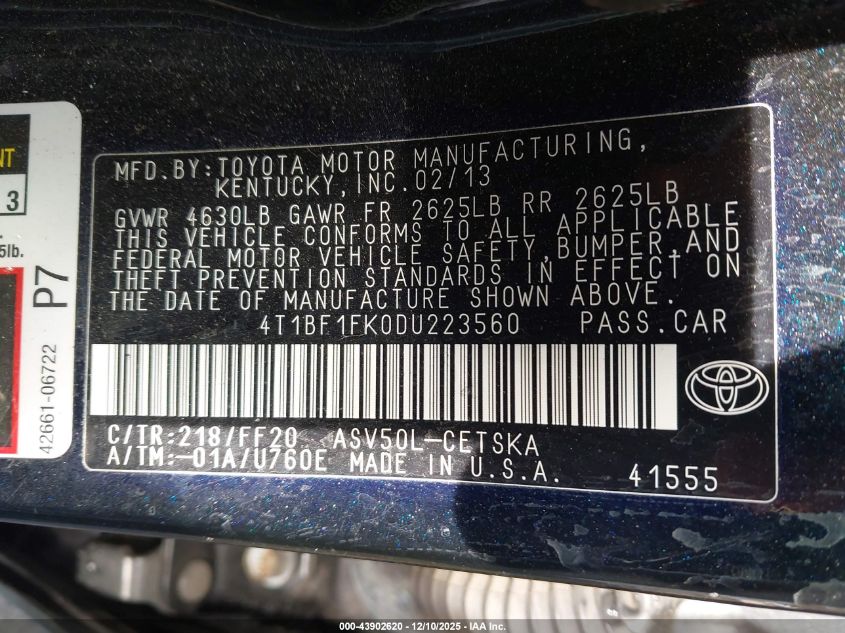 NT
3
5lb.
P7
42661-06722
MFD.BY:TOYOTA MOTOR MANUFACTURING,
KENTUCKY,INC.02/13
GVWR 4630LB GAWR FR 2625LB RR 2625LB
THIS VEHICLE CONFORMS TO ALL APPLICABLE
FEDERAL MOTOR VEHICLE SAFETY,BUMPER,AND
THEFT PREVENTION STANDARDS IN EFFECT ON
THE DATE OF MANUFACTURE SHOWN ABOVE.
4T1BF1FK0DU223560 PASS.CAR
C/TR:218/FF20 ASV50L-CETSKA
A/TM:-01A/U760E MADE IN U.S.A. 41555
000-43902620 - 12/10/2025 - IAA Inc.